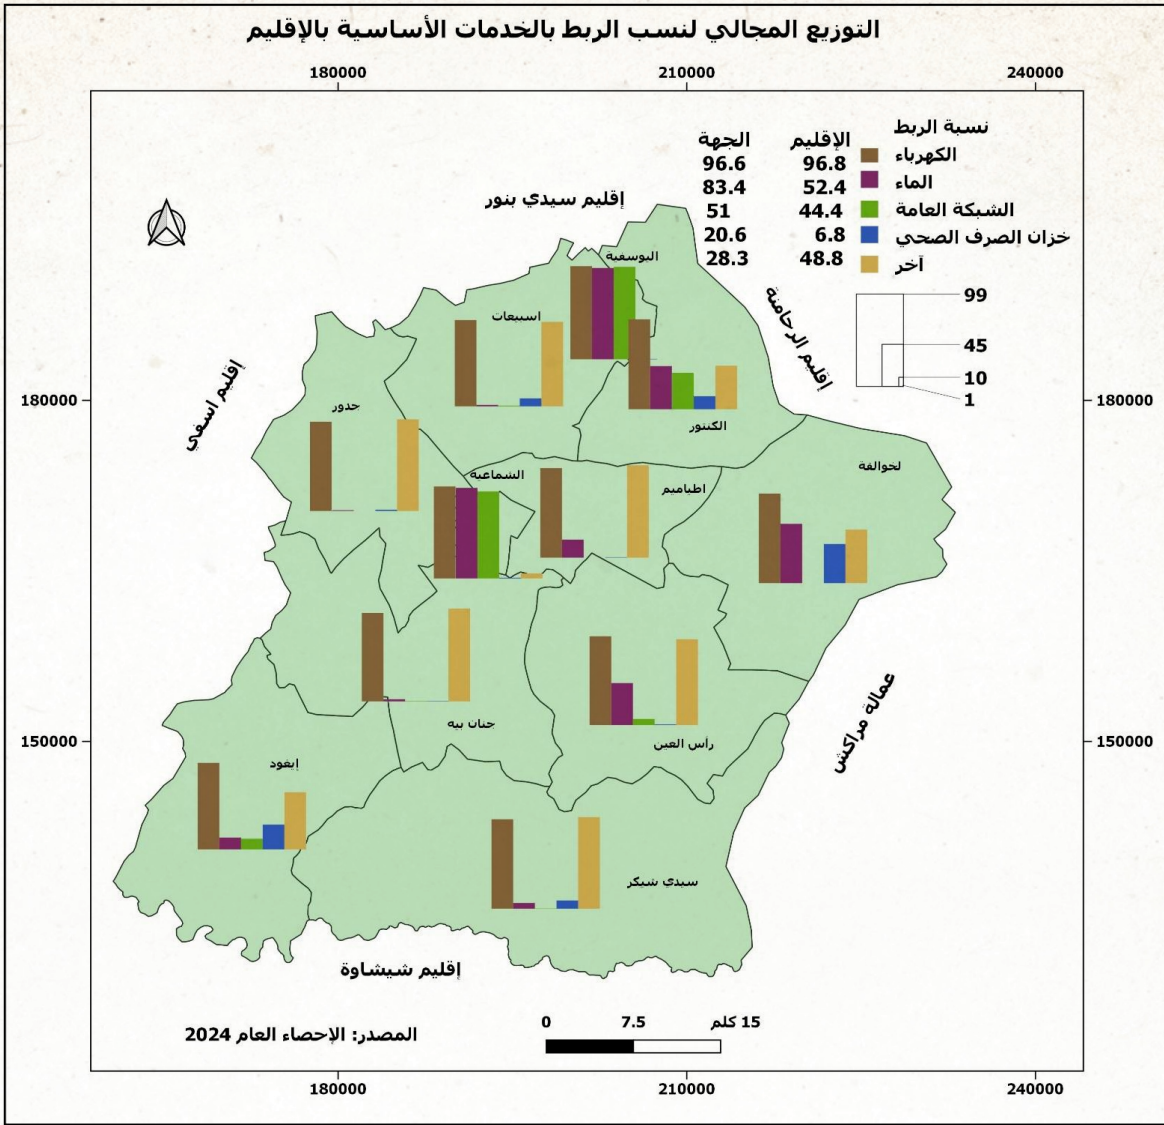 التوزيع المجالي لنسب الربط بالخدمات الأساسية بالإقليم
180000
210000
240000
نسبة الربط
الإقليم
الجهة
الكهرباء 96.8 96.6
الماء 52.4 83.4
الشبكة العامة 44.4 51
خزان الصرف الصحي 6.8 20.6
آخر 48.8 28.3
99
45
10
1
إقليم سيدي بنور
اليوسفية
اسبيعات
إقليم الرحامنة
إقليم اسفي
جدور
الكنتور
180000
180000
الشماعية
اطياميم
لخوالقة
جنان بيه
رأس العين
عمالة مراكش
150000
150000
إيغود
سيدي شيكر
إقليم شيشاوة
المصدر: الإحصاء العام 2024
0 7.5 15 كلم
180000
210000
240000